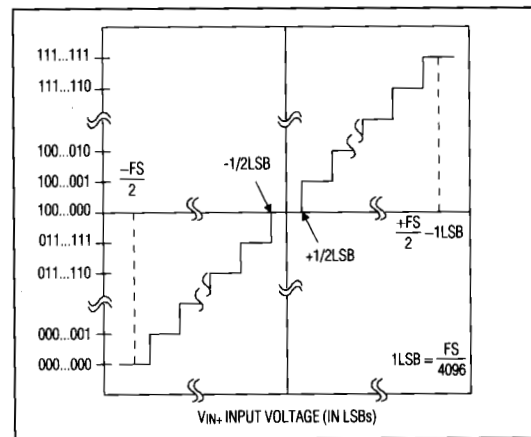 111...111
111...110
100...010
100...001
100...000
011...111
011...110
000...001
000...000
–FS
2
-1/2LSB
+1/2LSB
+FS
2
–1LSB
1LSB = FS
4096
VIN+ INPUT VOLTAGE (IN LSBs)